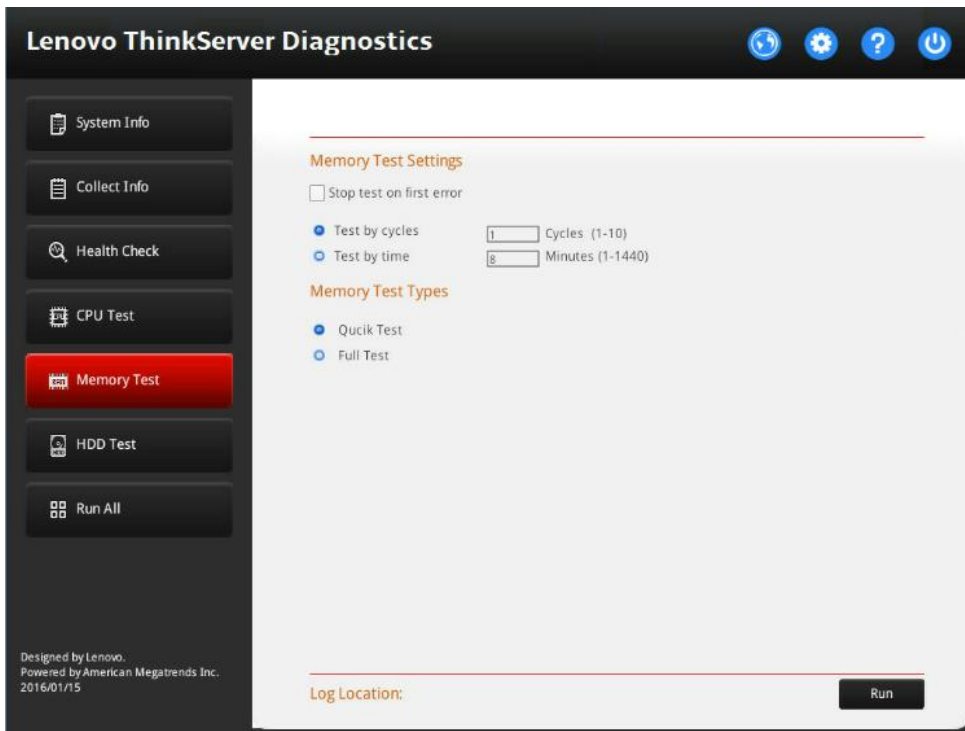 Lenovo ThinkServer Diagnostics
System Info
Collect Info
Health Check
CPU Test
Memory Test
HDD Test
Run All
Designed by Lenovo.
Powered by American Megatrends Inc.
2016/01/15
Memory Test Settings
Stop test on first error
Test by cycles 1 Cycles (1-10)
Test by time 8 Minutes (1-1440)
Memory Test Types
Qucik Test
Full Test
Log Location:
Run